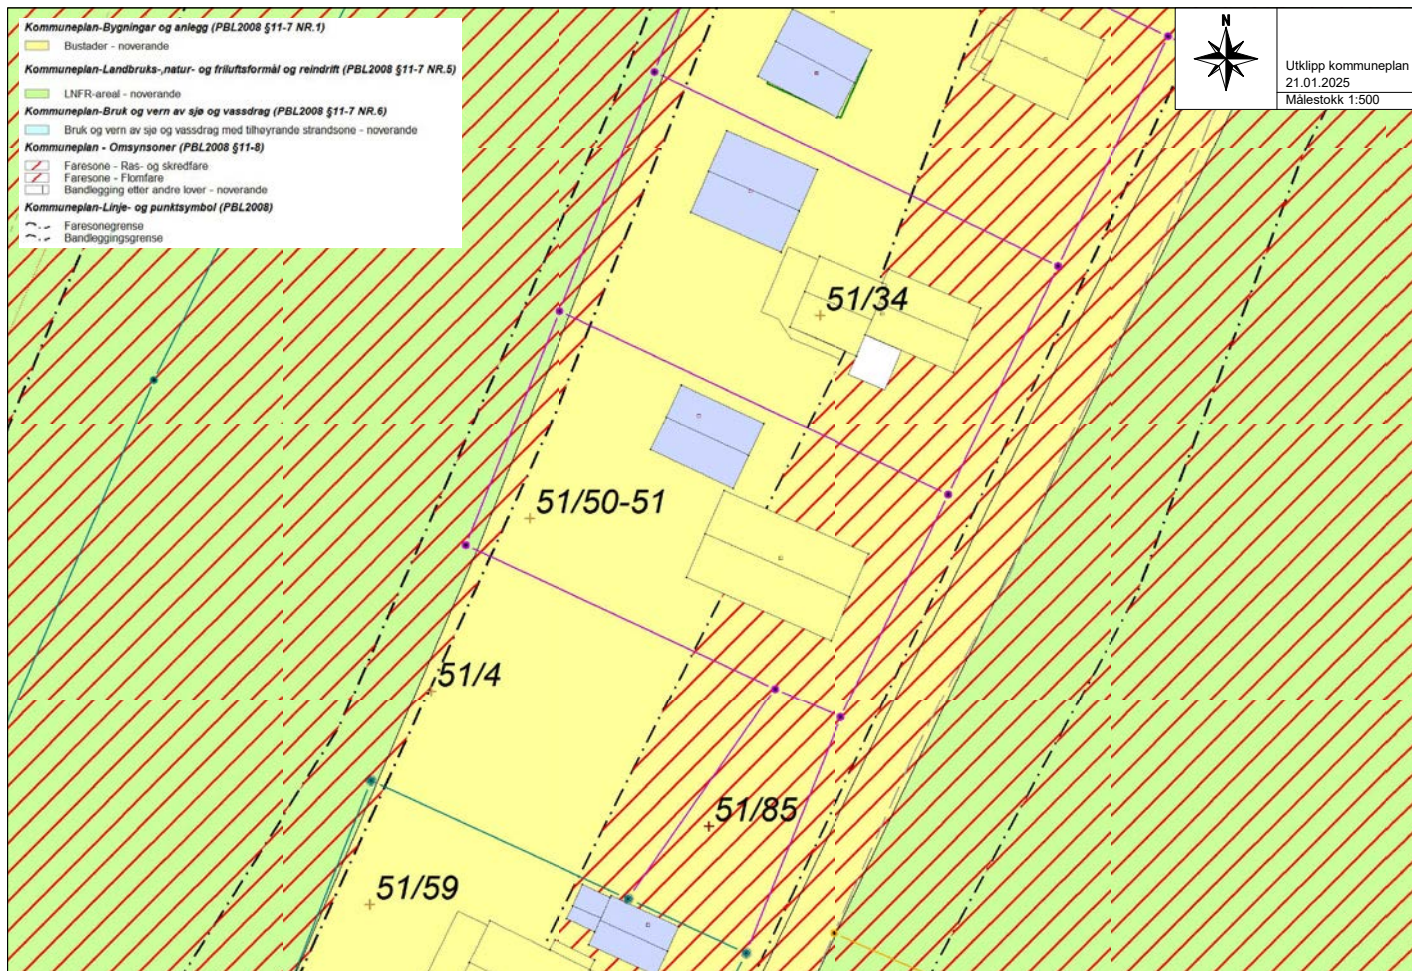 Kommuneplan-Bygningar og anlegg (PBL2008 §11-7 NR.1)
Bustader - noverande
Kommuneplan-Landbruks-,natur- og friluftsformål og reindrift (PBL2008 §11-7 NR.5)
LNFR-areal - noverande
Kommuneplan-Bruk og vern av sjø og vassdrag (PBL2008 §11-7 NR.6)
Bruk og vern av sjø og vassdrag med tilhøyrande strandsone - noverande
Kommuneplan - Omsynsoner (PBL2008 §11-8)
Faresone - Ras- og skredfare
Faresone - Flomfare
Bandlegging etter andre lover - noverande
Kommuneplan-Linje- og punktsymbol (PBL2008)
Faresonegrense
Bandleggingsgrense
N
Utklipp kommuneplan
21.01.2025
Målestokk 1:500
51/34
51/50-51
51/4
51/85
51/59